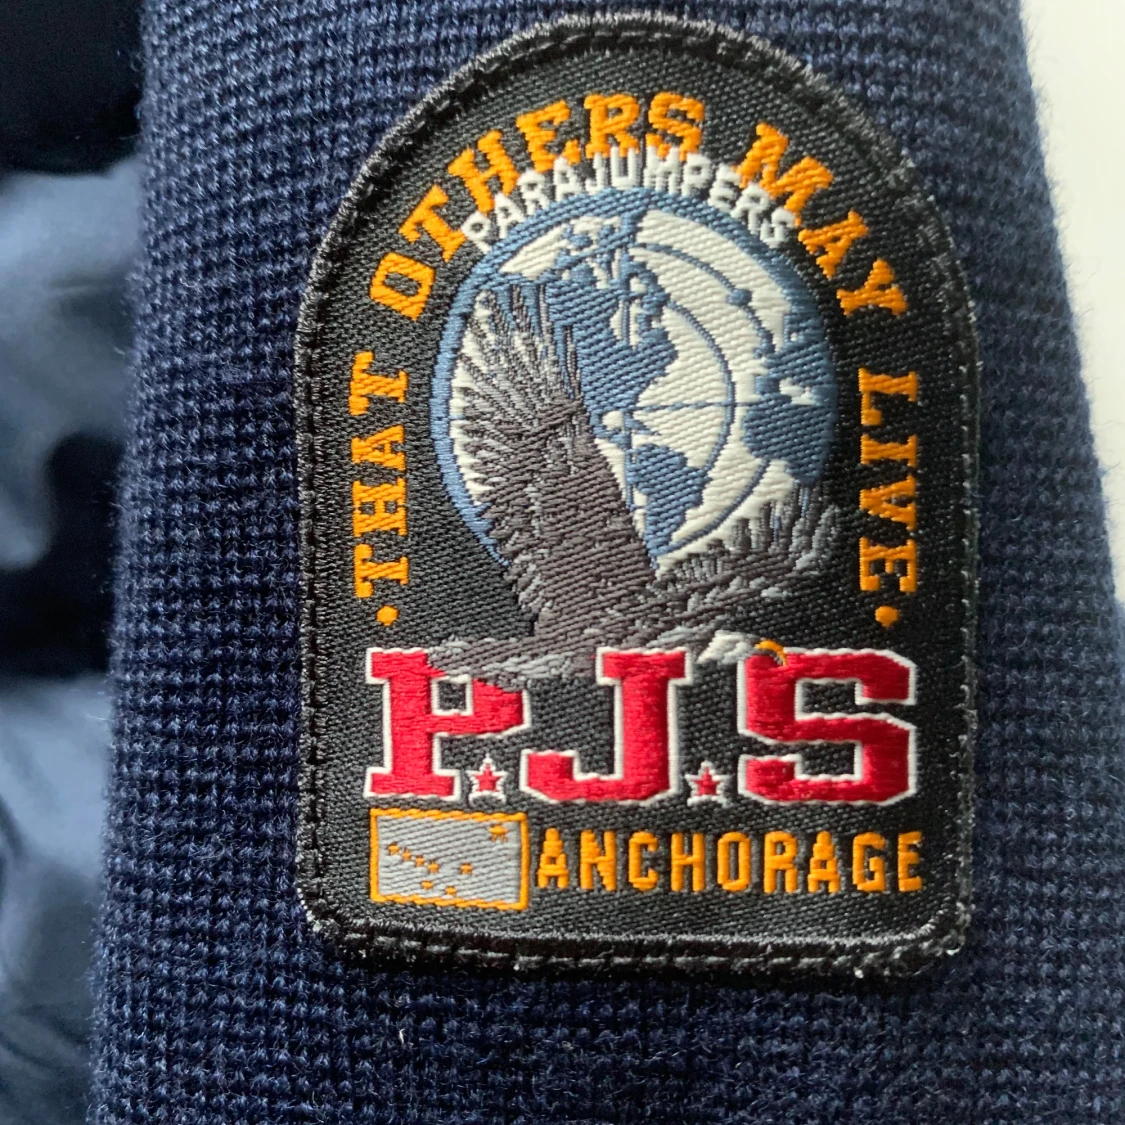 · THAT OTHERS MAY LIVE ·
PARAJUMPERS
P.J.S
ANCHORAGE